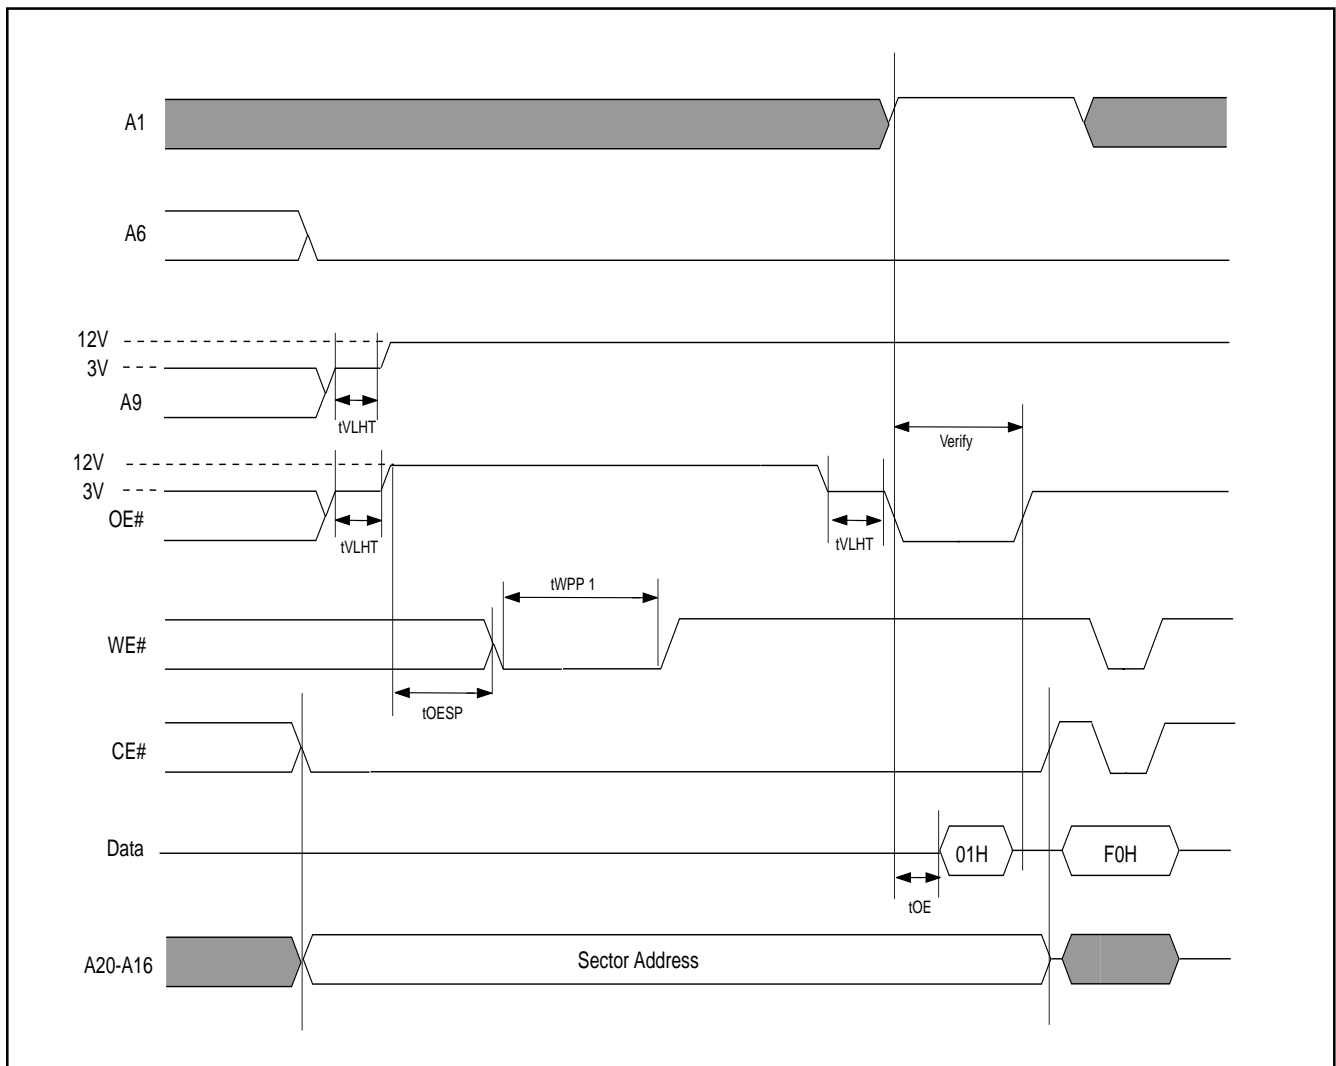 A1
A6
12V
3V
A9
tVLHT
Verify
12V
3V
OE#
tVLHT
tVLHT
tWPP 1
WE#
tOESP
CE#
Data
01H
F0H
tOE
A20-A16
Sector Address